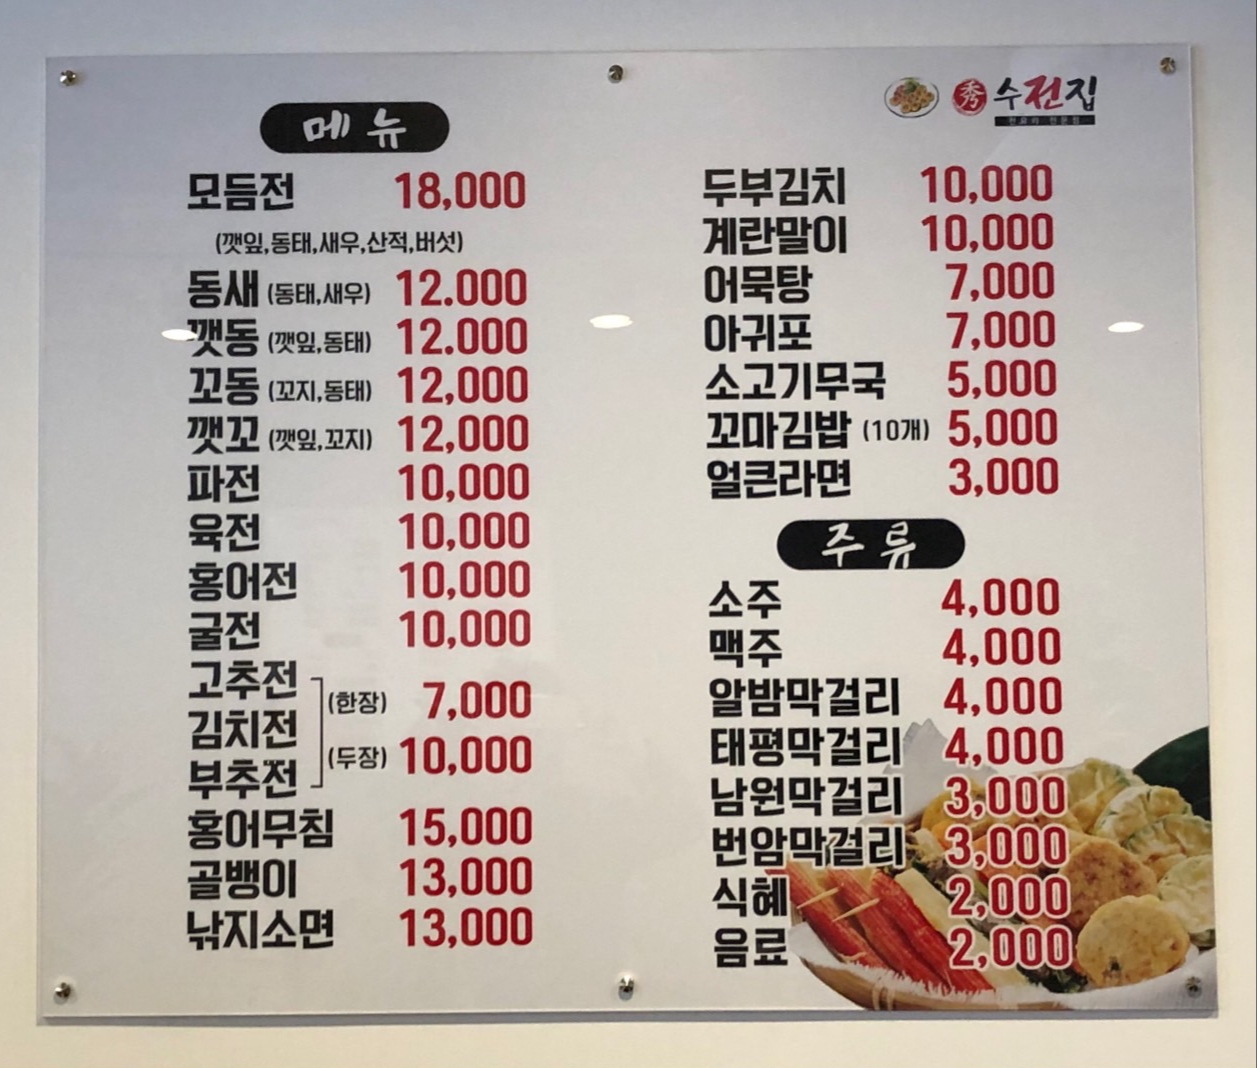 秀 수전집
전요리 전문점
메뉴
모듬전 18,000
(깻잎,동태,새우,산적,버섯)
동새 (동태,새우) 12.000
깻동 (깻잎,동태) 12.000
꼬동 (꼬지,동태) 12,000
깻꼬 (깻잎,꼬지) 12,000
파전 10,000
육전 10,000
홍어전 10,000
굴전 10,000
고추전
김치전
부추전
(한장) 7,000
(두장) 10,000
홍어무침 15,000
골뱅이 13,000
낚지소면 13,000
두부김치 10,000
계란말이 10,000
어묵탕 7,000
아귀포 7,000
소고기무국 5,000
꼬마김밥 (10개) 5,000
얼큰라면 3,000
주류
소주 4,000
맥주 4,000
알밤막걸리 4,000
태평막걸리 4,000
남원막걸리 3,000
번암막걸리 3,000
식혜 2,000
음료 2,000